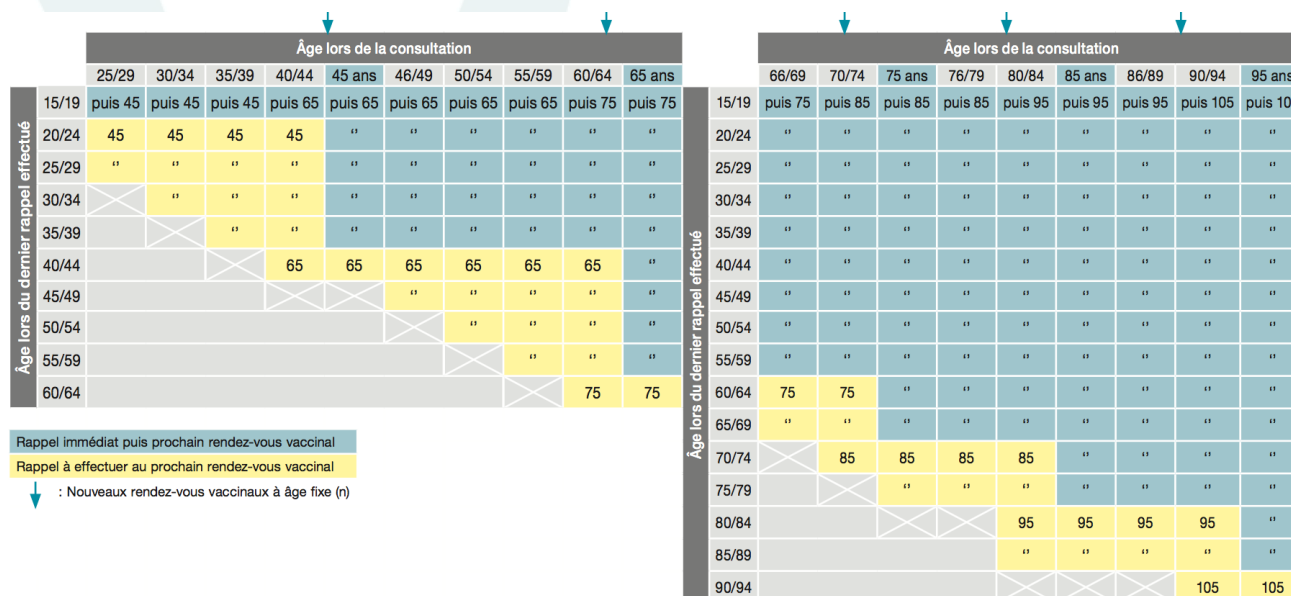 Âge lors de la consultation
25/29 30/34 35/39 40/44 45 ans 46/49 50/54 55/59 60/64 65 ans
Âge lors du dernier rappel effectué
15/19 puis 45 puis 45 puis 45 puis 65 puis 65 puis 65 puis 65 puis 65 puis 75 puis 75
20/24 45 45 45 45 ‘’ ‘’ ‘’ ‘’ ‘’ ‘’
25/29 ‘’ ‘’ ‘’ ‘’ ‘’ ‘’ ‘’ ‘’ ‘’ ‘’
30/34 ‘’ ‘’ ‘’ ‘’ ‘’ ‘’ ‘’ ‘’ ‘’
35/39 ‘’ ‘’ ‘’ ‘’ ‘’ ‘’ ‘’ ‘’
40/44 65 65 65 65 65 65 ‘’
45/49 ‘’ ‘’ ‘’ ‘’ ‘’
50/54 ‘’ ‘’ ‘’ ‘’
55/59 ‘’ ‘’ ‘’
60/64 75 75
Rappel immédiat puis prochain rendez-vous vaccinal
Rappel à effectuer au prochain rendez-vous vaccinal
: Nouveaux rendez-vous vaccinaux à âge fixe (n)
Âge lors de la consultation
66/69 70/74 75 ans 76/79 80/84 85 ans 86/89 90/94 95 ans
Âge lors du dernier rappel effectué
15/19 puis 75 puis 85 puis 85 puis 85 puis 95 puis 95 puis 95 puis 105 puis 10
20/24 ‘’ ‘’ ‘’ ‘’ ‘’ ‘’ ‘’ ‘’ ‘’
25/29 ‘’ ‘’ ‘’ ‘’ ‘’ ‘’ ‘’ ‘’ ‘’
30/34 ‘’ ‘’ ‘’ ‘’ ‘’ ‘’ ‘’ ‘’ ‘’
35/39 ‘’ ‘’ ‘’ ‘’ ‘’ ‘’ ‘’ ‘’ ‘’
40/44 ‘’ ‘’ ‘’ ‘’ ‘’ ‘’ ‘’ ‘’ ‘’
45/49 ‘’ ‘’ ‘’ ‘’ ‘’ ‘’ ‘’ ‘’ ‘’
50/54 ‘’ ‘’ ‘’ ‘’ ‘’ ‘’ ‘’ ‘’ ‘’
55/59 ‘’ ‘’ ‘’ ‘’ ‘’ ‘’ ‘’ ‘’ ‘’
60/64 75 75 ‘’ ‘’ ‘’ ‘’ ‘’ ‘’ ‘’
65/69 ‘’ ‘’ ‘’ ‘’ ‘’ ‘’ ‘’ ‘’ ‘’
70/74 85 85 85 85 ‘’ ‘’ ‘’ ‘’
75/79 ‘’ ‘’ ‘’ ‘’ ‘’ ‘’ ‘’
80/84 95 95 95 95 ‘’
85/89 ‘’ ‘’ ‘’ ‘’ ‘’
90/94 105 105